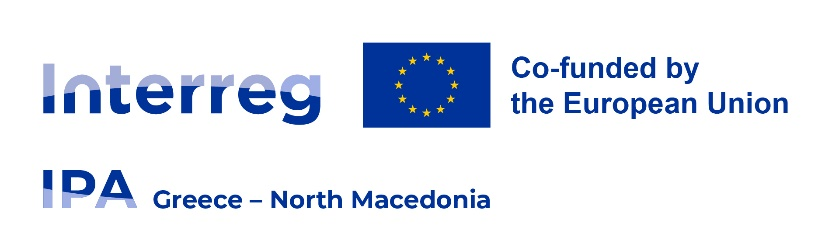 Interreg
Co-funded by
the European Union
IPA Greece – North Macedonia